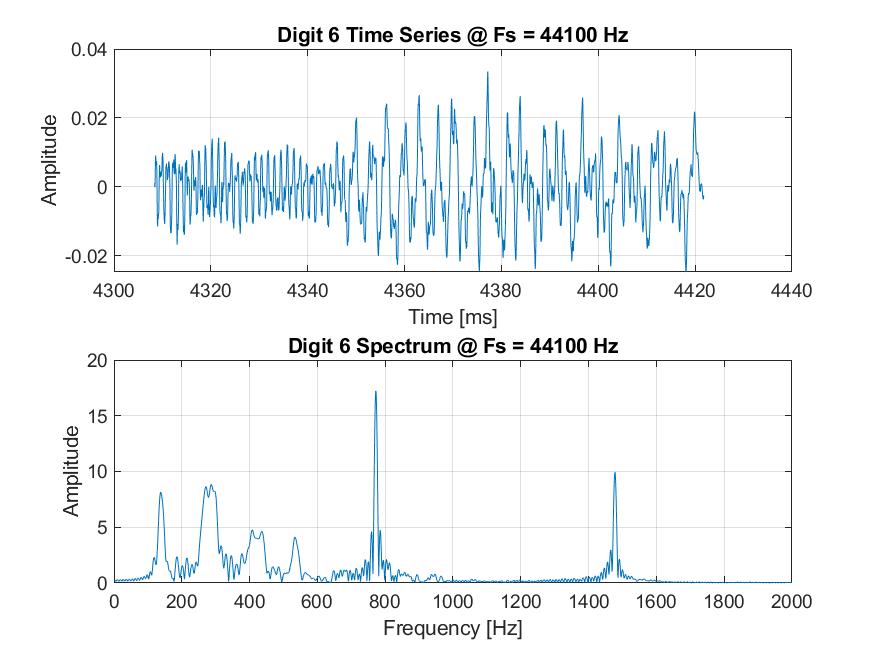 Digit 6 Time Series @ Fs = 44100 Hz
0.04
0.02
0
-0.02
Amplitude
4300 4320 4340 4360 4380 4400 4420 4440
Time [ms]
Digit 6 Spectrum @ Fs = 44100 Hz
20
15
10
5
0
Amplitude
0 200 400 600 800 1000 1200 1400 1600 1800 2000
Frequency [Hz]